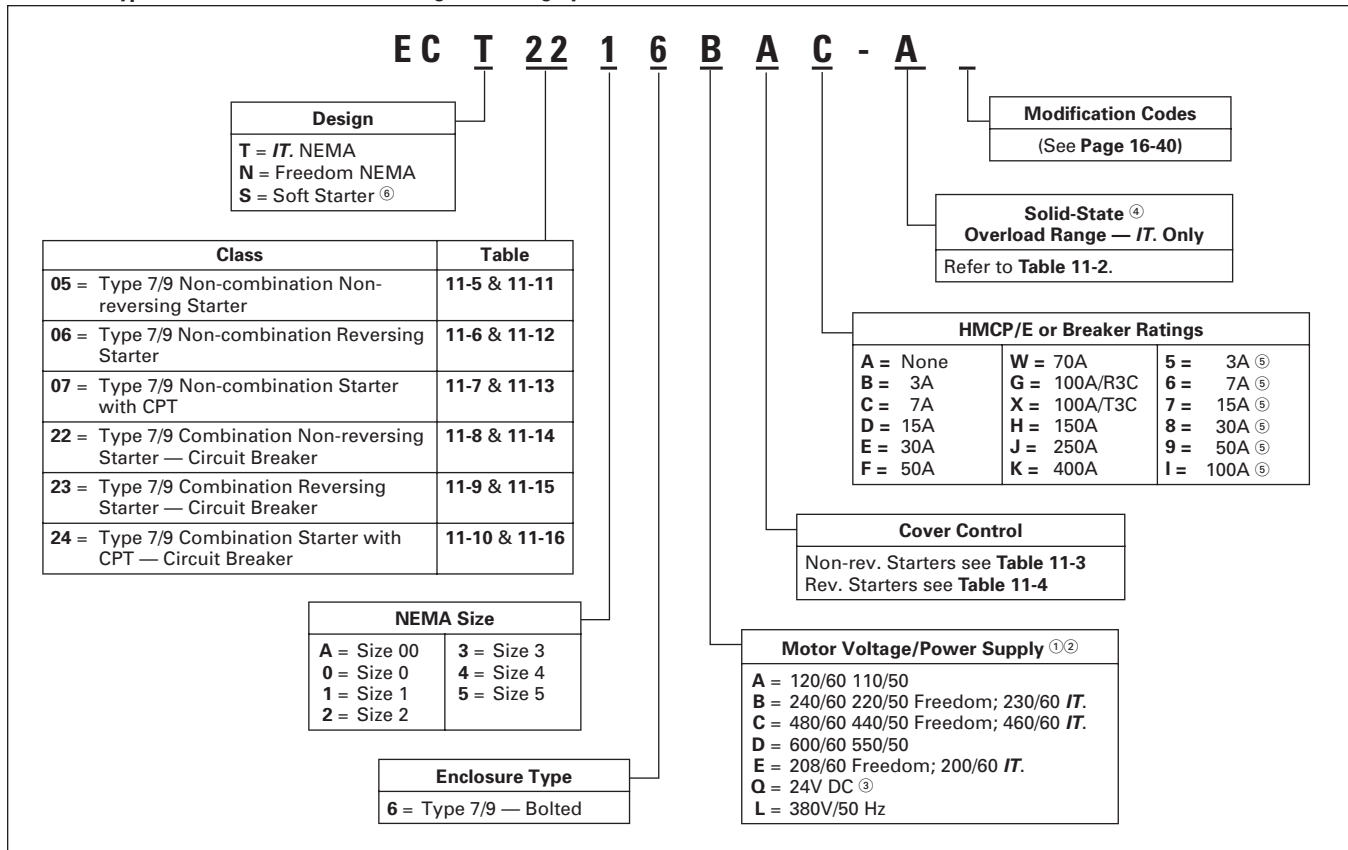 E C T 22 1 6 B A C - A _
Design
T = IT. NEMA
N = Freedom NEMA
S = Soft Starter ⑥
Modification Codes
(See Page 16-40)
Solid-State ④
Overload Range — IT. Only
Refer to Table 11-2.
Class Table
05 = Type 7/9 Non-combination Non- 11-5 & 11-11
reversing Starter
06 = Type 7/9 Non-combination Reversing 11-6 & 11-12
Starter
07 = Type 7/9 Non-combination Starter 11-7 & 11-13
with CPT
22 = Type 7/9 Combination Non-reversing 11-8 & 11-14
Starter — Circuit Breaker
23 = Type 7/9 Combination Reversing 11-9 & 11-15
Starter — Circuit Breaker
24 = Type 7/9 Combination Starter with 11-10 & 11-16
CPT — Circuit Breaker
HMCP/E or Breaker Ratings
A = None W = 70A 5 = 3A ⑤
B = 3A G = 100A/R3C 6 = 7A ⑤
C = 7A X = 100A/T3C 7 = 15A ⑤
D = 15A H = 150A 8 = 30A ⑤
E = 30A J = 250A 9 = 50A ⑤
F = 50A K = 400A I = 100A ⑤
Cover Control
Non-rev. Starters see Table 11-3
Rev. Starters see Table 11-4
NEMA Size
A = Size 00 3 = Size 3
0 = Size 0 4 = Size 4
1 = Size 1 5 = Size 5
2 = Size 2
Motor Voltage/Power Supply ①②
A = 120/60 110/50
B = 240/60 220/50 Freedom; 230/60 IT.
C = 480/60 440/50 Freedom; 460/60 IT.
D = 600/60 550/50
E = 208/60 Freedom; 200/60 IT.
Q = 24V DC ③
L = 380V/50 Hz
Enclosure Type
6 = Type 7/9 — Bolted